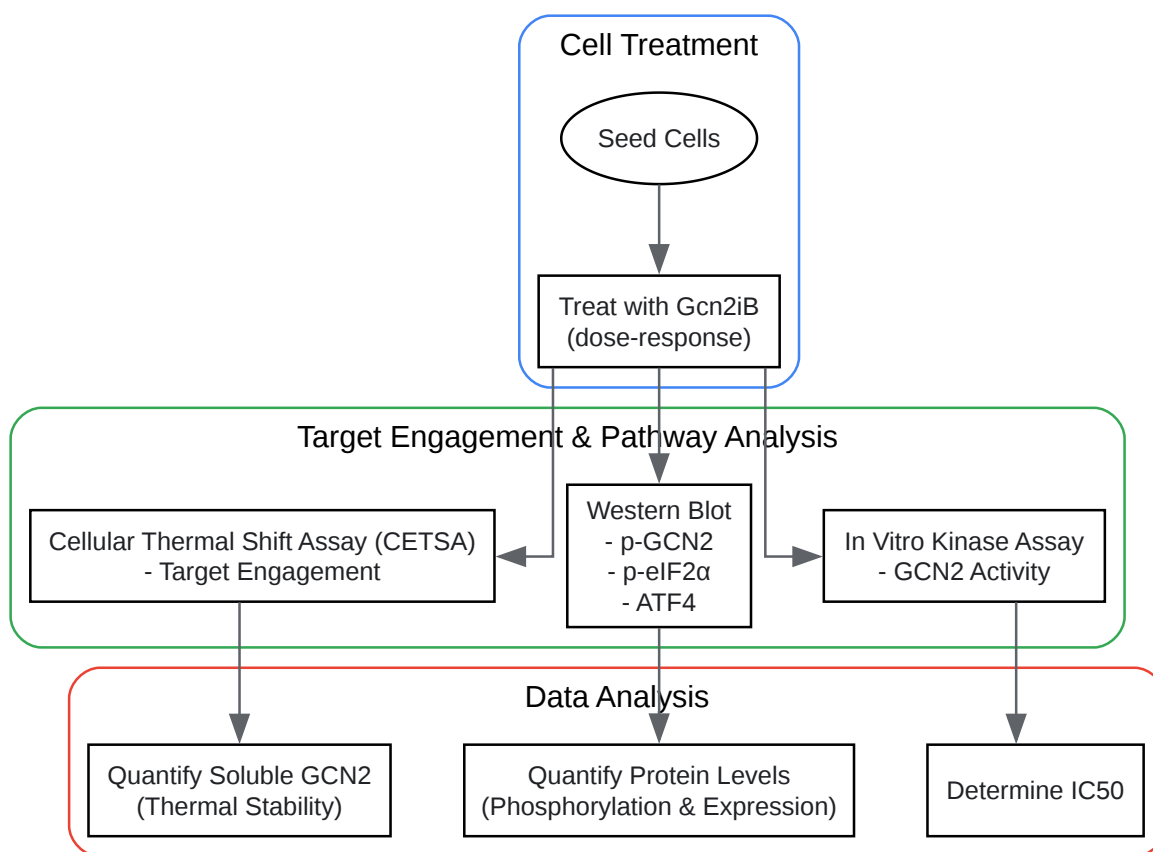 Cell Treatment
Seed Cells
Treat with Gcn2iB
(dose-response)
Target Engagement & Pathway Analysis
Cellular Thermal Shift Assay (CETSA)
- Target Engagement
Western Blot
- p-GCN2
- p-eIF2α
- ATF4
In Vitro Kinase Assay
- GCN2 Activity
Data Analysis
Quantify Soluble GCN2
(Thermal Stability)
Quantify Protein Levels
(Phosphorylation & Expression)
Determine IC50